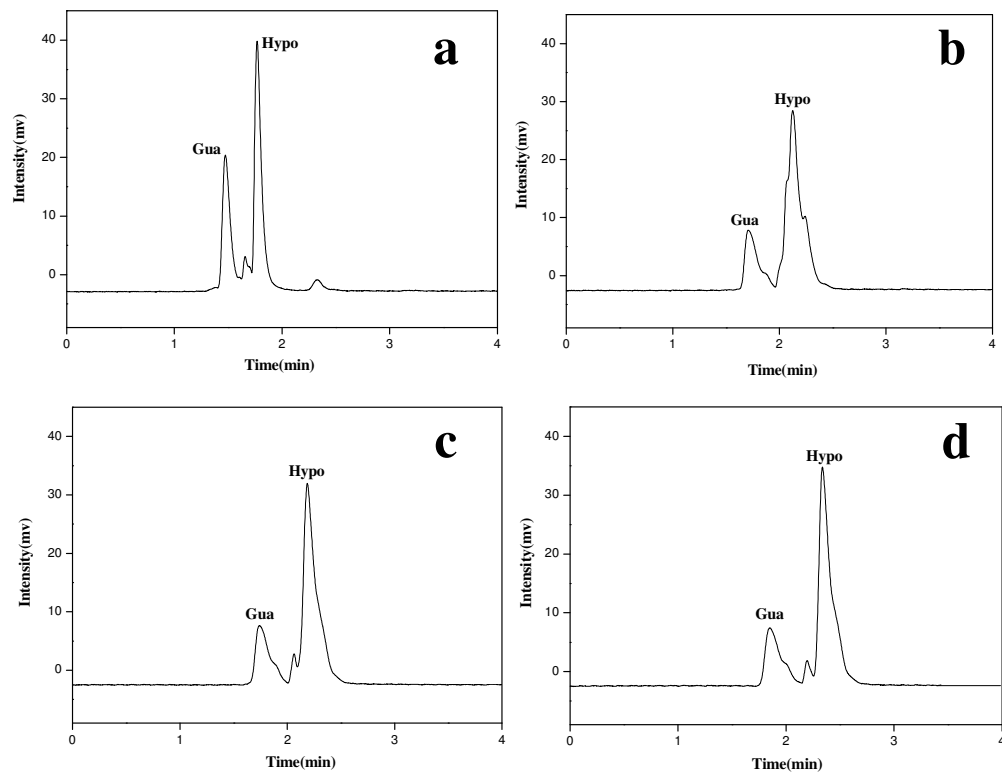 a
Hypo
Gua
40
30
20
10
0
Intensity(mv)
0 1 2 3 4
Time(min)
b
Hypo
Gua
40
30
20
10
0
Intensity(mv)
0 1 2 3 4
Time(min)
c
Hypo
Gua
40
30
20
10
0
Intensity(mv)
0 1 2 3 4
Time(min)
d
Hypo
Gua
40
30
20
10
0
Intensity(mv)
0 1 2 3 4
Time(min)